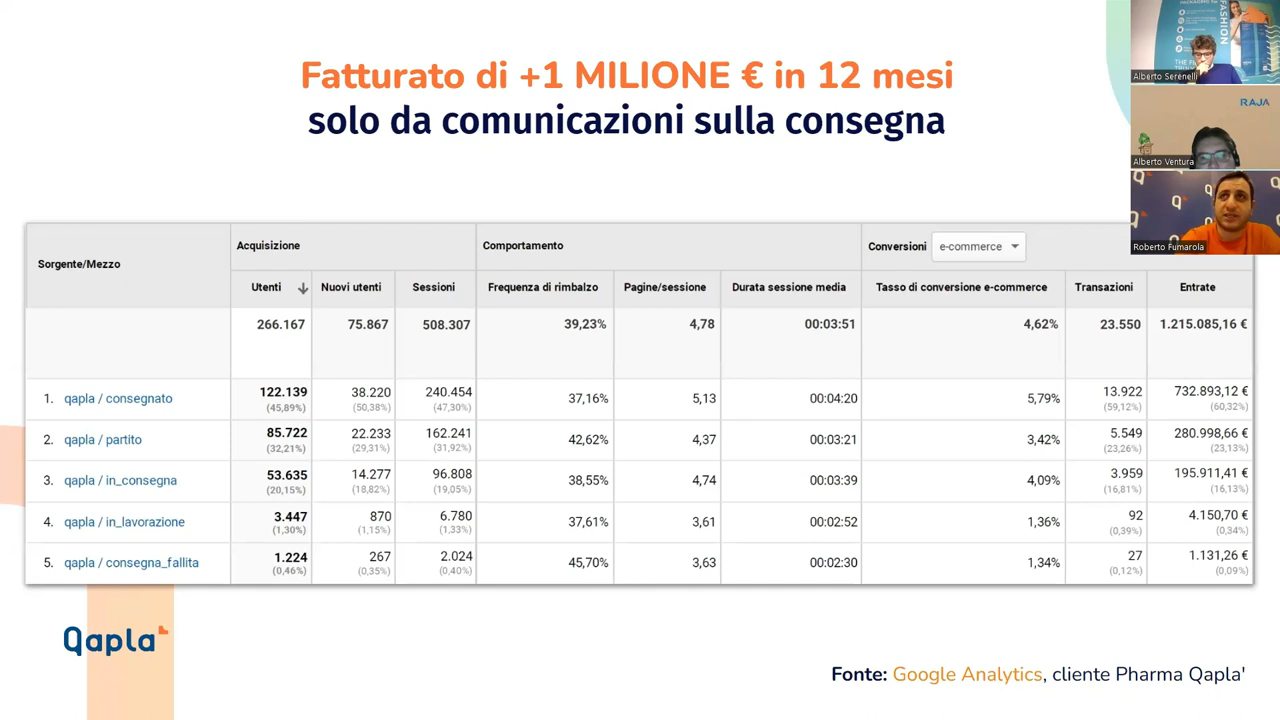 Fatturato di +1 MILIONE € in 12 mesi
solo da comunicazioni sulla consegna
FASHION
Alberto Serenelli
RAJA
Alberto Ventura
Roberto Fumarola
Sorgente/Mezzo
Acquisizione
Comportamento
Conversioni e-commerce
Utenti Nuovi utenti Sessioni Frequenza di rimbalzo Pagine/sessione Durata sessione media Tasso di conversione e-commerce Transazioni Entrate
266.167 75.867 508.307 39,23% 4,78 00:03:51 4,62% 23.550 1.215.085,16 €
1. qapla / consegnato 122.139 38.220 240.454 37,16% 5,13 00:04:20 5,79% 13.922 732.893,12 €
(45,89%) (50,38%) (47,30%) (59,12%) (60,32%)
2. qapla / partito 85.722 22.233 162.241 42,62% 4,37 00:03:21 3,42% 5.549 280.998,66 €
(32,21%) (29,31%) (31,92%) (23,26%) (23,13%)
3. qapla / in_consegna 53.635 14.277 96.808 38,55% 4,74 00:03:39 4,09% 3.959 195.911,41 €
(20,15%) (18,82%) (19,05%) (16,81%) (16,13%)
4. qapla / in_lavorazione 3.447 870 6.780 37,61% 3,61 00:02:52 1,36% 92 4.150,70 €
(1,30%) (1,15%) (1,33%) (0,39%) (0,34%)
5. qapla / consegna_fallita 1.224 267 2.024 45,70% 3,63 00:02:30 1,34% 27 1.131,26 €
(0,46%) (0,35%) (0,40%) (0,12%) (0,09%)
Qapla'
Fonte: Google Analytics, cliente Pharma Qapla'